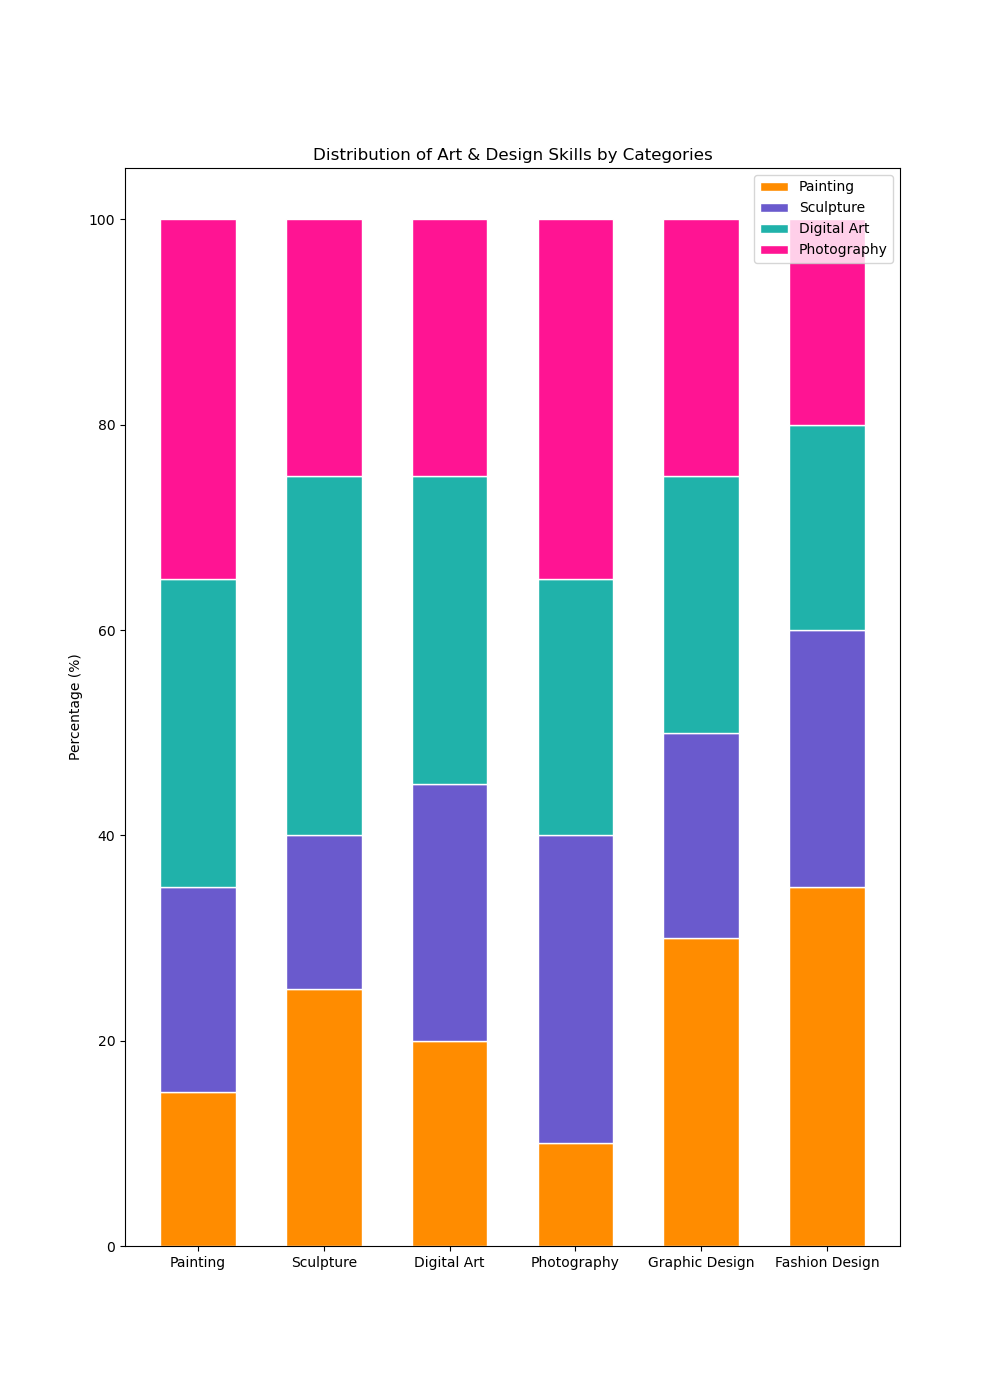 Distribution of Art & Design Skills by Categories
Painting
Sculpture
Digital Art
Photography
100
80
60
40
20
0
Percentage (%)
Painting Sculpture Digital Art Photography Graphic Design Fashion Design